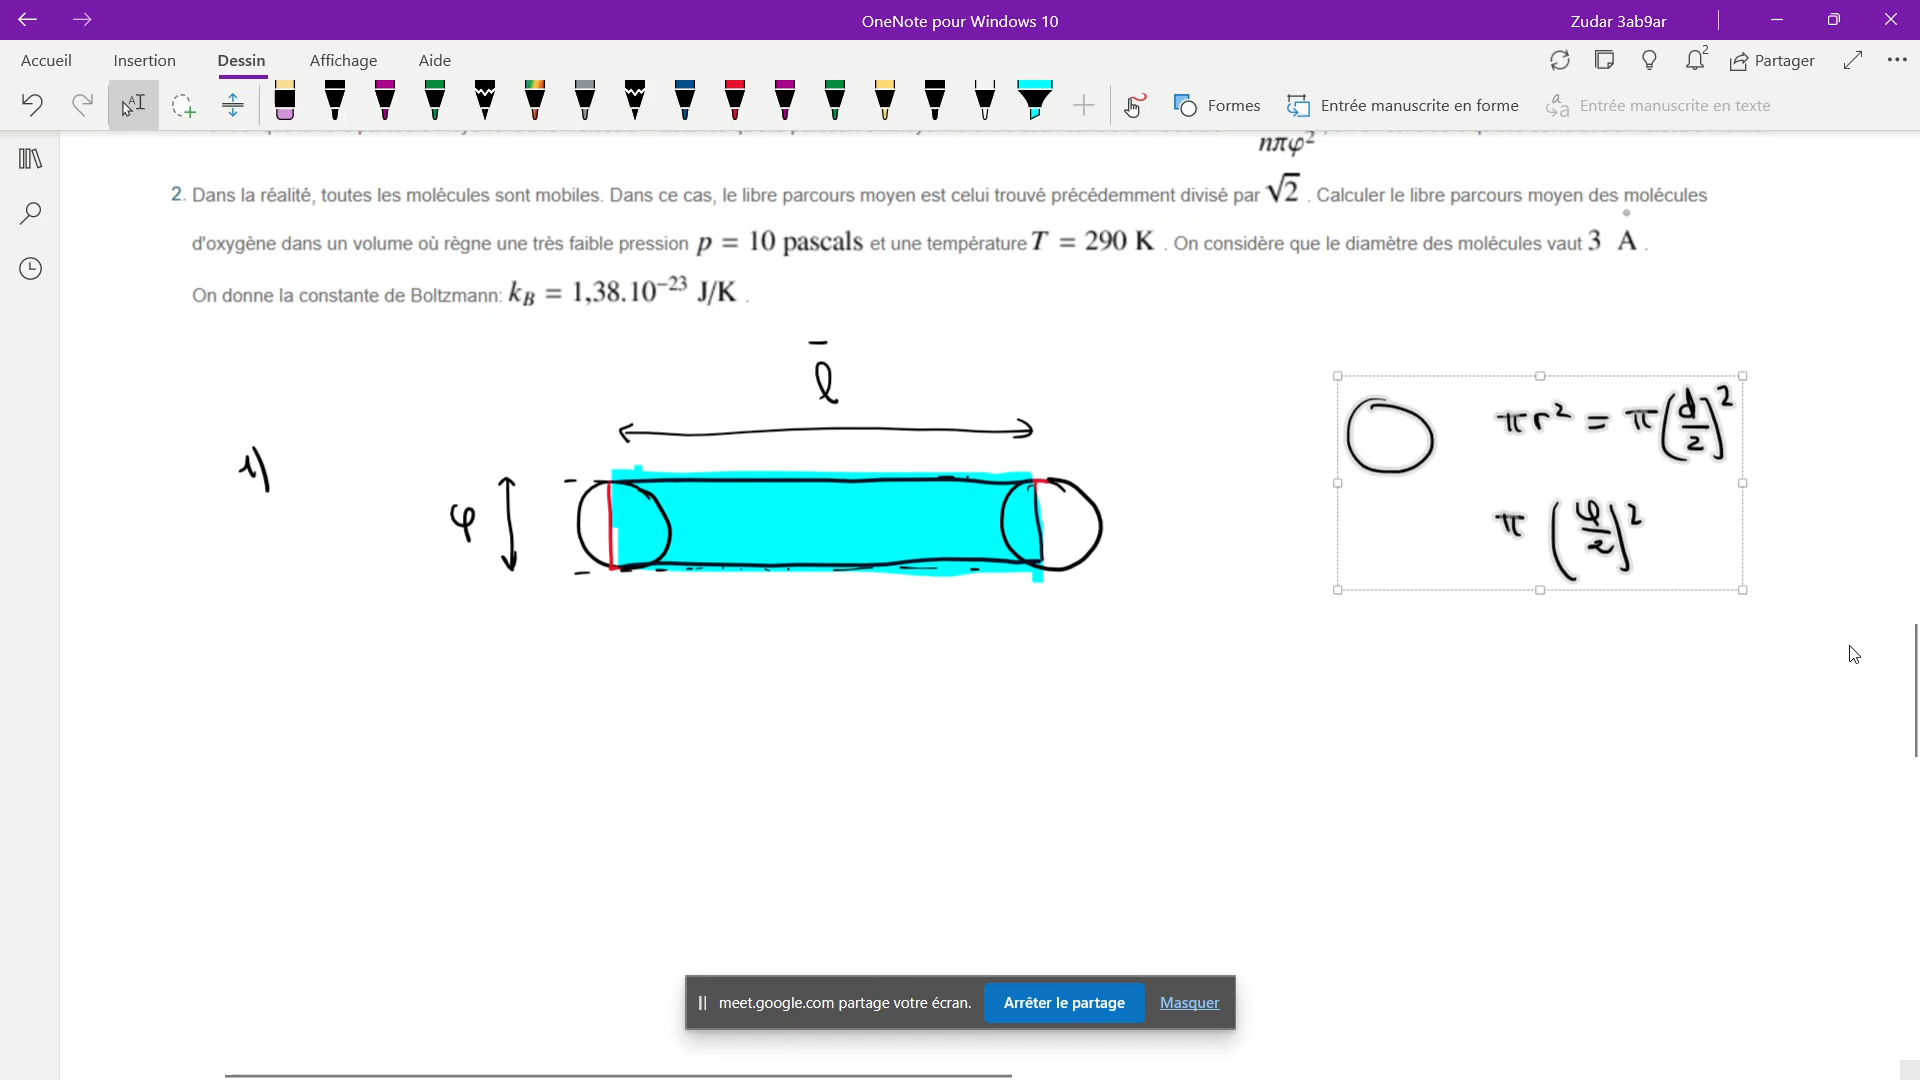 OneNote pour Windows 10
Zudar 3ab9ar
Accueil Insertion Dessin Affichage Aide
2 Partager
Formes Entrée manuscrite en forme Entrée manuscrite en texte
nπφ²
2. Dans la réalité, toutes les molécules sont mobiles. Dans ce cas, le libre parcours moyen est celui trouvé précédemment divisé par √2 . Calculer le libre parcours moyen des molécules
d'oxygène dans un volume où règne une très faible pression p = 10 pascals et une température T = 290 K . On considère que le diamètre des molécules vaut 3 Å .
On donne la constante de Boltzmann: k_B = 1,38.10⁻²³ J/K .
l̄
1)
φ
πr² = π(d/2)²
π (φ/2)²
meet.google.com partage votre écran. Arrêter le partage Masquer